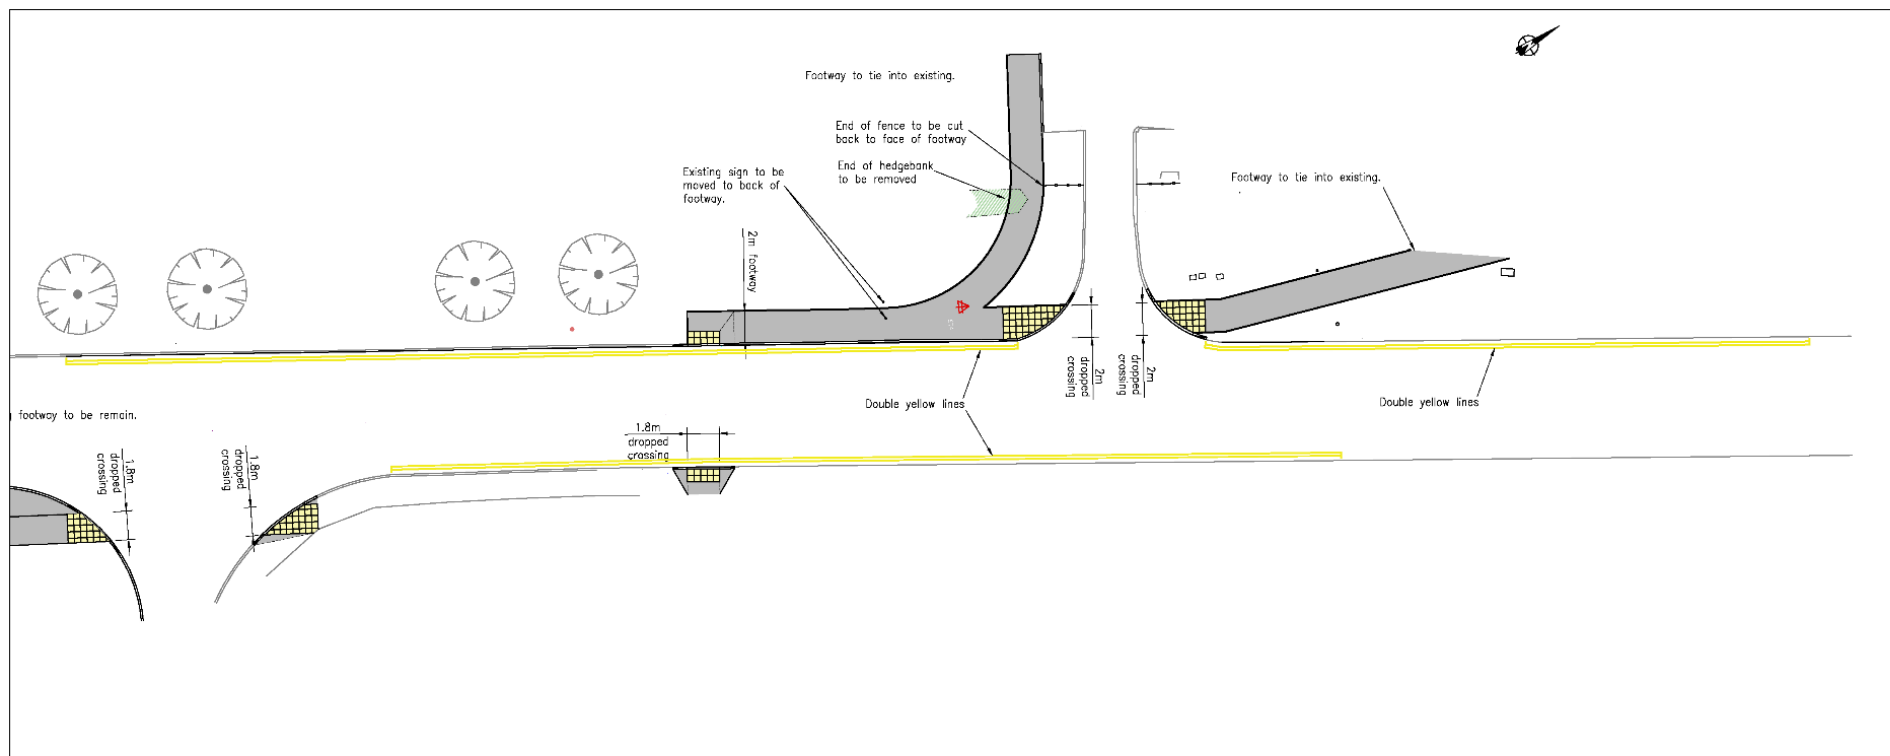 Footway to tie into existing.
End of fence to be cut
back to face of footway
End of hedgebank
to be removed
Existing sign to be
moved to back of
footway.
Footway to tie into existing.
2m footway
2m
dropped
crossing
2m
dropped
crossing
Double yellow lines
Double yellow lines
footway to be remain.
1.8m
dropped
crossing
1.8m
dropped
crossing
1.8m
dropped
crossing